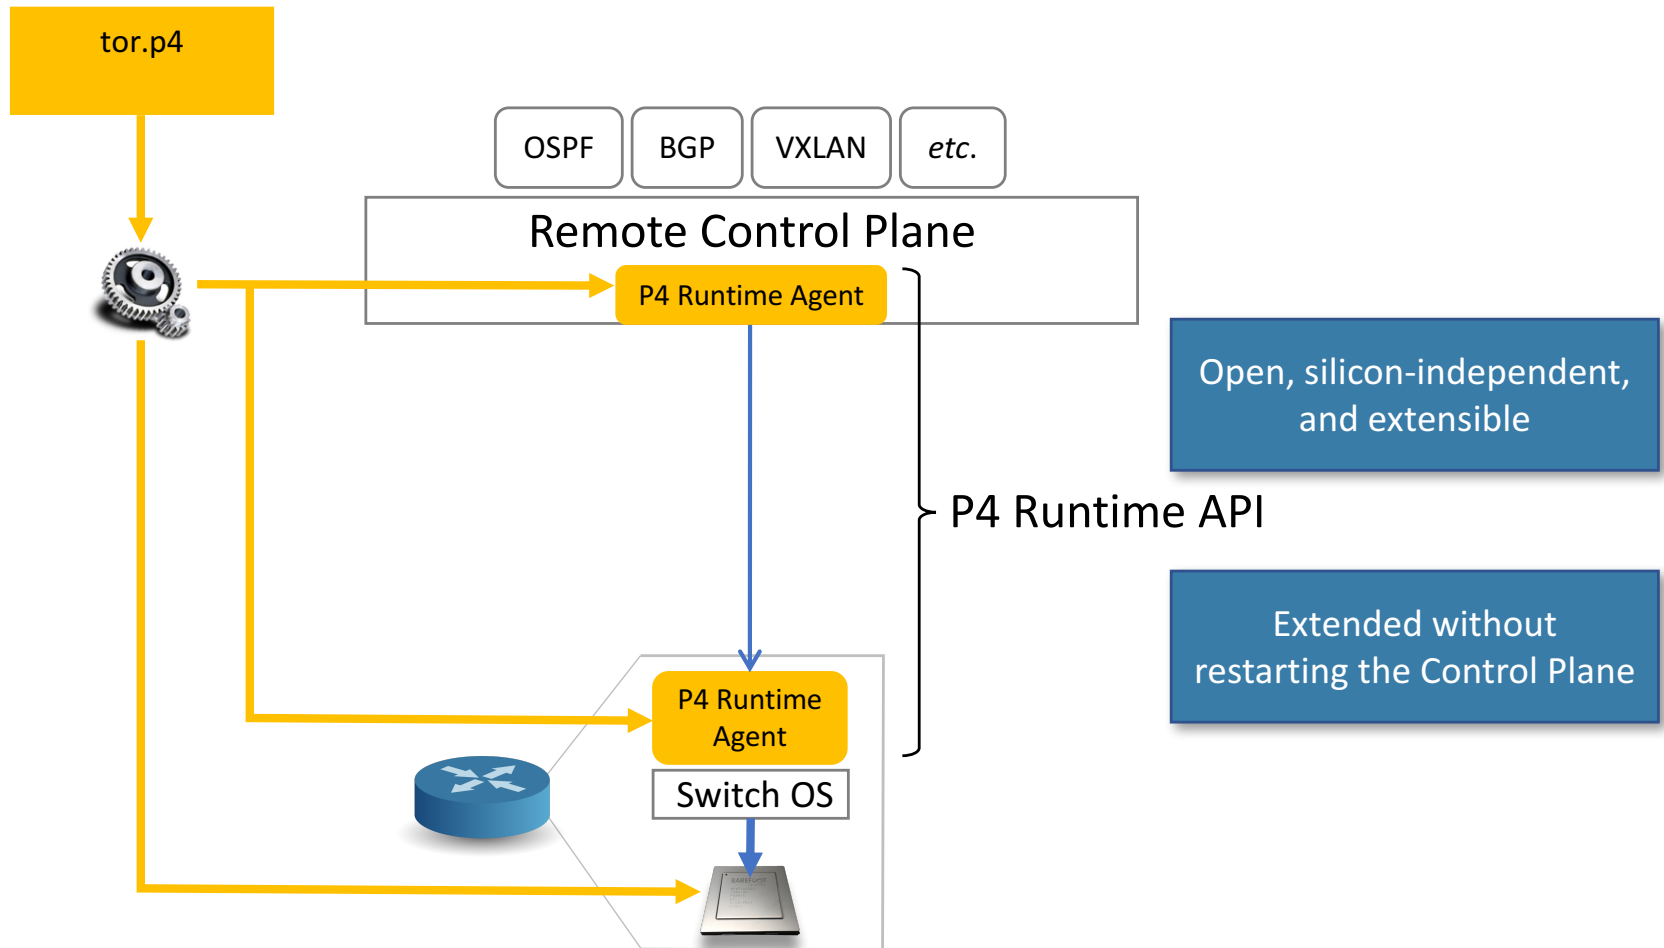 tor.p4
OSPF
BGP
VXLAN
etc.
Remote Control Plane
P4 Runtime Agent
Open, silicon-independent,
and extensible
P4 Runtime API
Extended without
restarting the Control Plane
P4 Runtime
Agent
Switch OS
BAREFOOT